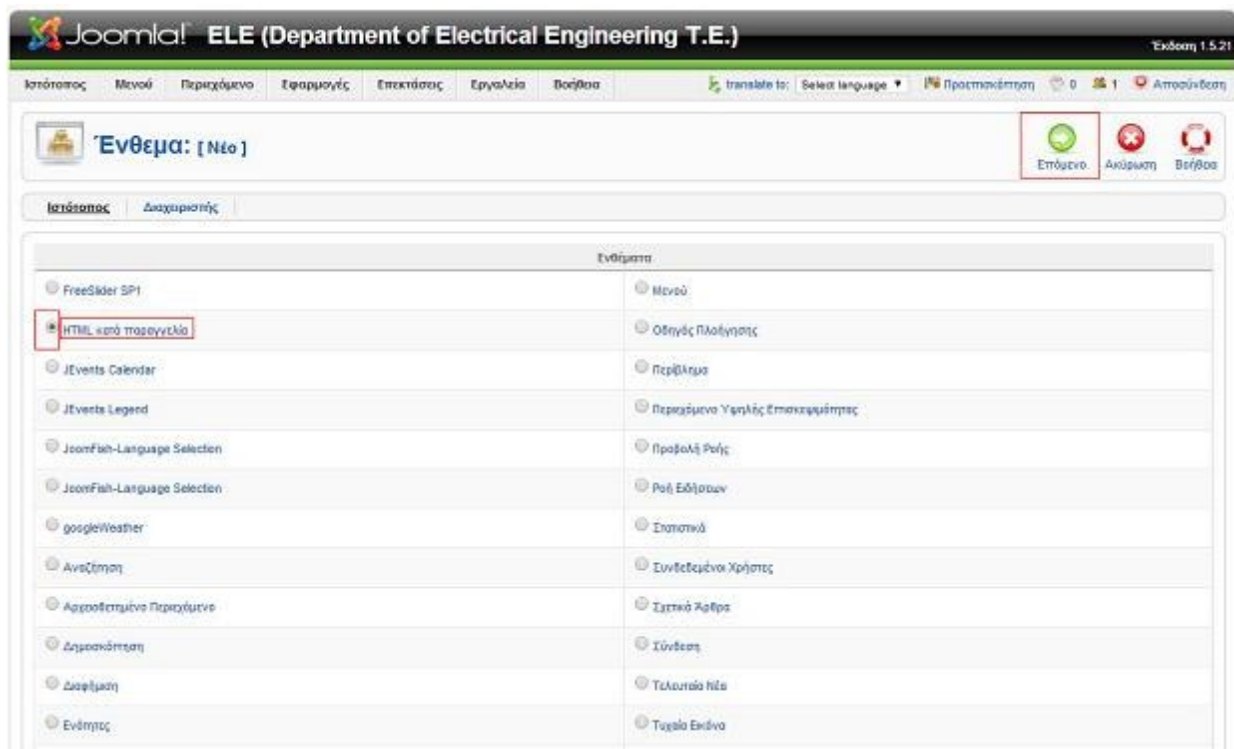 Joomla! ELE (Department of Electrical Engineering T.E.)
Έκδοση 1.5.21
Ιστότοπος Μενού Περιεχόμενο Εφαρμογές Επεκτάσεις Εργαλεία Βοήθεια translate to: Select language Προεπισκόπηση 0 1 Αποσύνδεση
Ένθεμα: [ Νέο ]
Επόμενο Ακύρωση Βοήθεια
Ιστότοπος Διαχειριστής
Ενθέματα
FreeSlider SP1 Μενού
HTML κατά παραγγελία Οδηγός Πλοήγησης
JEvents Calendar Περίβλημα
JEvents Legend Περιεχόμενο Υψηλής Επισκεψιμότητας
JoomFish-Language Selection Προβολή Ροής
JoomFish-Language Selection Ροή Ειδήσεων
googleWeather Στατιστικά
Αναζήτηση Συνδεδεμένοι Χρήστες
Αρχειοθετημένο Περιεχόμενο Σχετικά Άρθρα
Δημοσκόπηση Σύνδεση
Διαφήμιση Τελευταία Νέα
Ενότητες Τυχαία Εικόνα